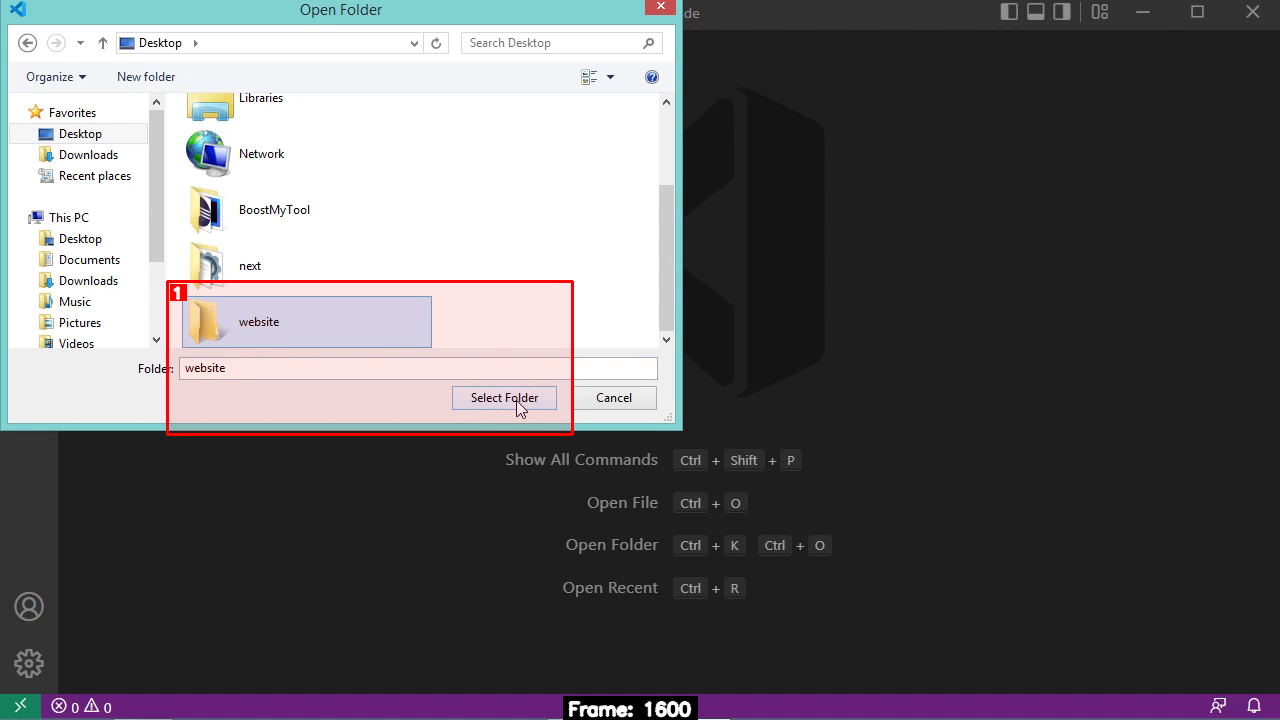 Open Folder
de
Desktop
Search Desktop
Organize
New folder
Favorites
Desktop
Downloads
Recent places
This PC
Desktop
Documents
Downloads
Music
Pictures
Videos
Libraries
Network
BoostMyTool
next
1
website
Folder: website
Select Folder
Cancel
Show All Commands Ctrl + Shift + P
Open File Ctrl + O
Open Folder Ctrl + K Ctrl + O
Open Recent Ctrl + R
0 0
Frame: 1600